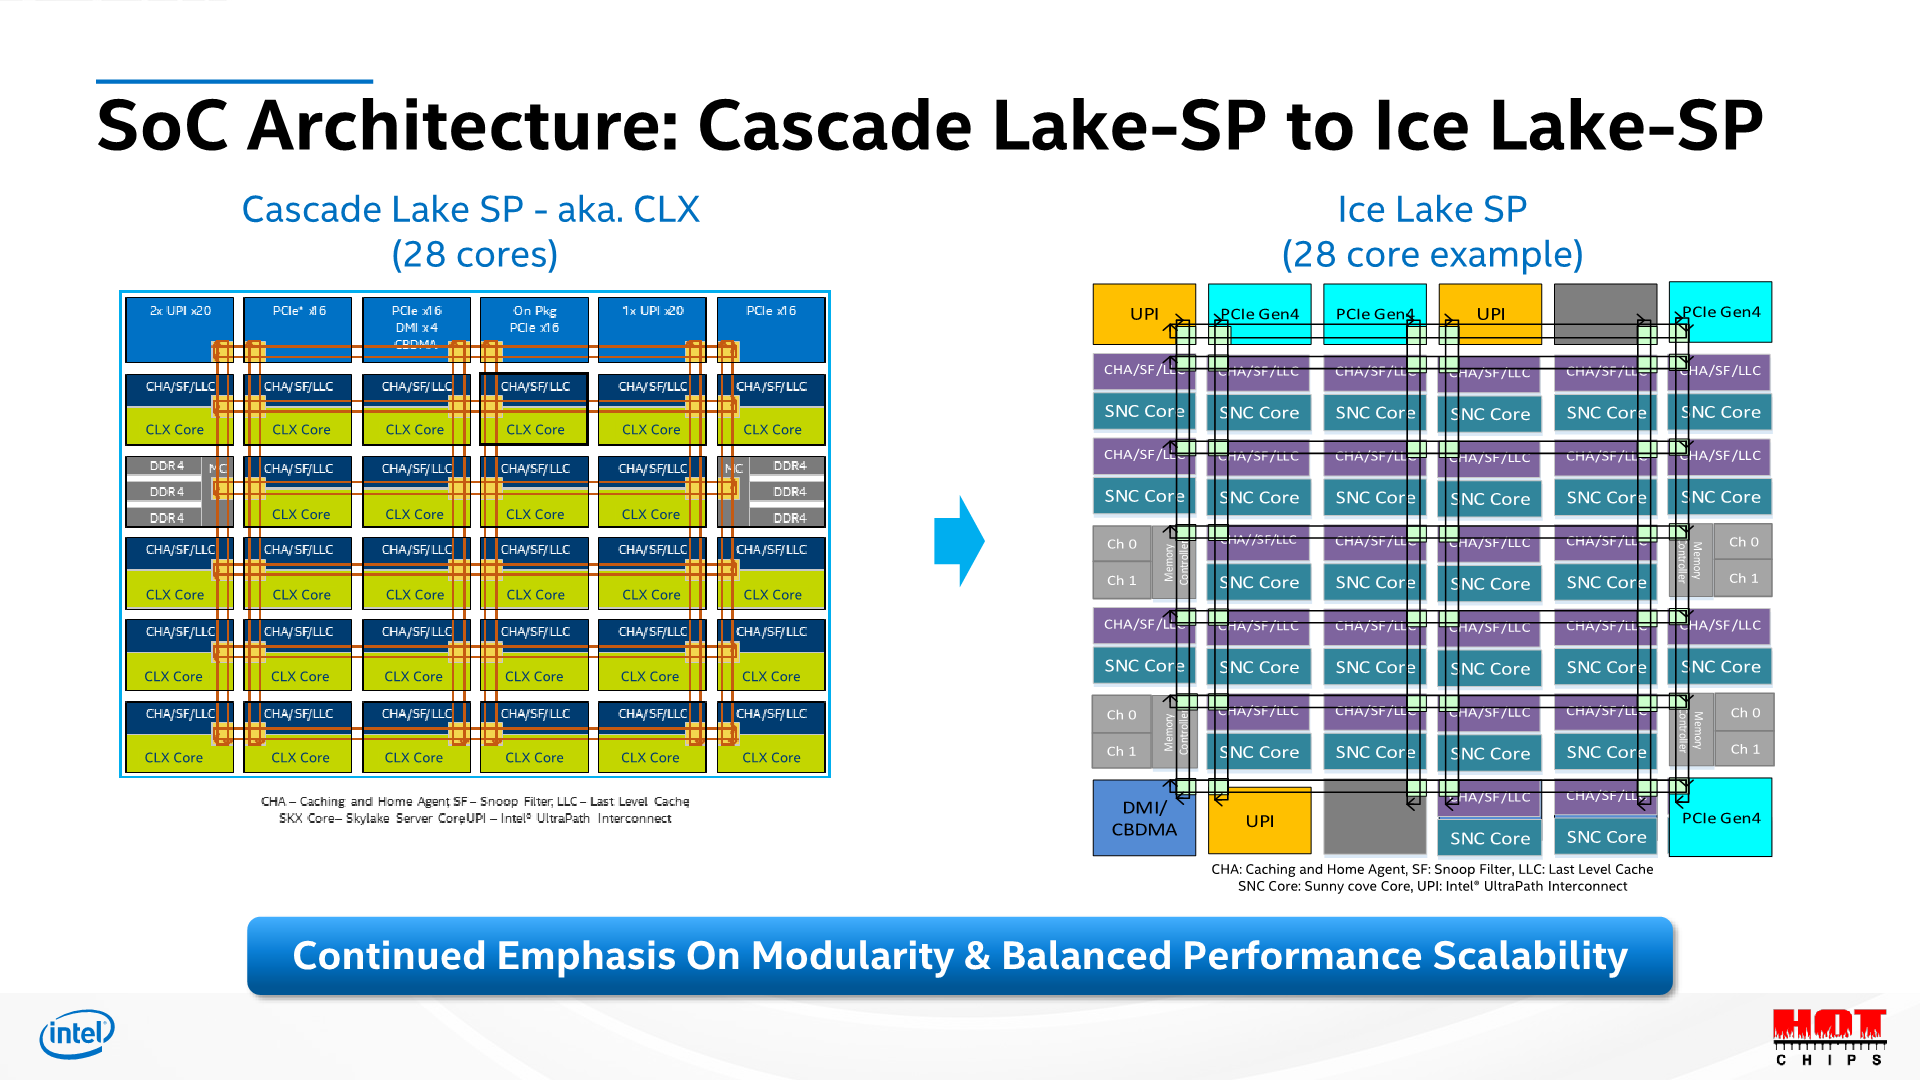 SoC Architecture: Cascade Lake-SP to Ice Lake-SP
Cascade Lake SP - aka. CLX
(28 cores)
2x UPI x20 PCIe* x16 PCIe x16 On Pkg 1x UPI x20 PCIe x16
DMI x4 PCIe x16
CBDMA
CHA/SF/LLC CHA/SF/LLC CHA/SF/LLC CHA/SF/LLC CHA/SF/LLC CHA/SF/LLC
CLX Core CLX Core CLX Core CLX Core CLX Core CLX Core
DDR4 MC CHA/SF/LLC CHA/SF/LLC CHA/SF/LLC CHA/SF/LLC MC DDR4
DDR4 DDR4
DDR4 CLX Core CLX Core CLX Core CLX Core DDR4
CHA/SF/LLC CHA/SF/LLC CHA/SF/LLC CHA/SF/LLC CHA/SF/LLC CHA/SF/LLC
CLX Core CLX Core CLX Core CLX Core CLX Core CLX Core
CHA/SF/LLC CHA/SF/LLC CHA/SF/LLC CHA/SF/LLC CHA/SF/LLC CHA/SF/LLC
CLX Core CLX Core CLX Core CLX Core CLX Core CLX Core
CHA/SF/LLC CHA/SF/LLC CHA/SF/LLC CHA/SF/LLC CHA/SF/LLC CHA/SF/LLC
CLX Core CLX Core CLX Core CLX Core CLX Core CLX Core
CHA – Caching and Home Agent, SF – Snoop Filter, LLC – Last Level Cache
SKX Core– Skylake Server Core UPI – Intel® UltraPath Interconnect
Ice Lake SP
(28 core example)
UPI PCIe Gen4 PCIe Gen4 UPI PCIe Gen4
CHA/SF/LLC CHA/SF/LLC CHA/SF/LLC CHA/SF/LLC CHA/SF/LLC CHA/SF/LLC
SNC Core SNC Core SNC Core SNC Core SNC Core SNC Core
CHA/SF/LLC CHA/SF/LLC CHA/SF/LLC CHA/SF/LLC CHA/SF/LLC CHA/SF/LLC
SNC Core SNC Core SNC Core SNC Core SNC Core SNC Core
Ch 0 Memory Controller CHA//SF/LLC CHA/SF/LLC CHA/SF/LLC CHA/SF/LLC Memory Controller Ch 0
Ch 1 SNC Core SNC Core SNC Core SNC Core Ch 1
CHA/SF/LLC CHA/SF/LLC CHA/SF/LLC CHA/SF/LLC CHA/SF/LLC CHA/SF/LLC
SNC Core SNC Core SNC Core SNC Core SNC Core SNC Core
Ch 0 Memory Controller CHA/SF/LLC CHA/SF/LLC CHA/SF/LLC CHA/SF/LLC Memory Controller Ch 0
Ch 1 SNC Core SNC Core SNC Core SNC Core Ch 1
DMI/ CBDMA UPI CHA/SF/LLC CHA/SF/LLC PCIe Gen4
SNC Core SNC Core
CHA: Caching and Home Agent, SF: Snoop Filter, LLC: Last Level Cache
SNC Core: Sunny cove Core, UPI: Intel® UltraPath Interconnect
Continued Emphasis On Modularity & Balanced Performance Scalability
intel
HOT
CHIPS